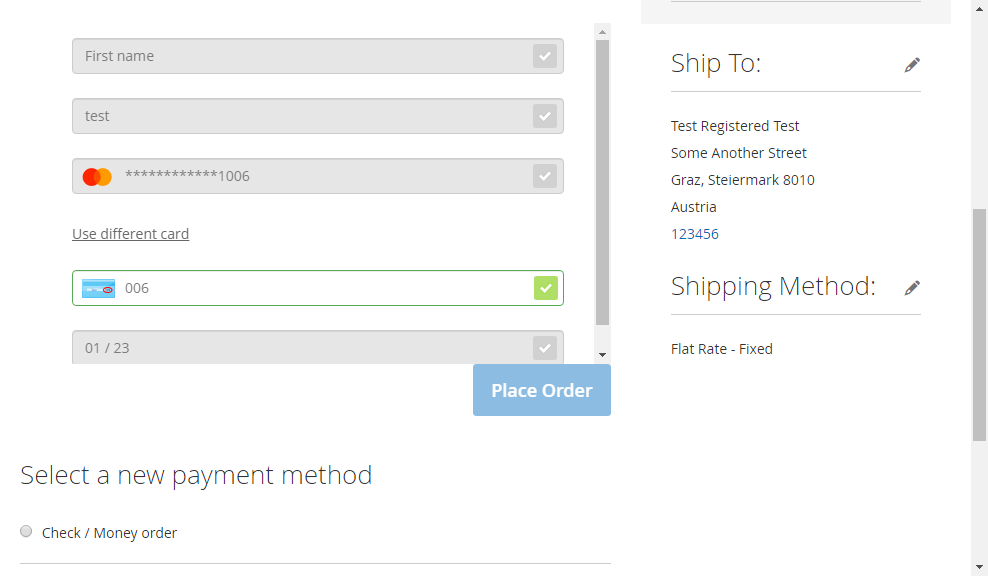 First name
test
************1006
Use different card
006
01 / 23
Place Order
Select a new payment method
Check / Money order
Ship To:
Test Registered Test
Some Another Street
Graz, Steiermark 8010
Austria
123456
Shipping Method:
Flat Rate - Fixed